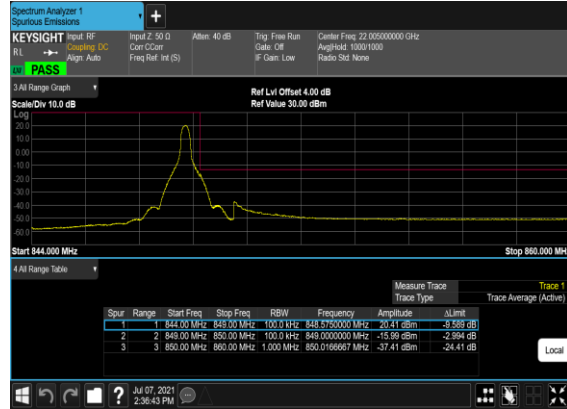 Spectrum Analyzer 1
Spurious Emissions
KEYSIGHT Input: RF Input Z: 50 Ω Atten: 40 dB Trig: Free Run Center Freq: 22.005000000 GHz
RL Coupling: DC Corr CCorr Gate: Off Avg|Hold: 1000/1000
Align: Auto Freq Ref: Int (S) IF Gain: Low Radio Std: None
PASS
3 All Range Graph
Ref Lvl Offset 4.00 dB
Scale/Div 10.0 dB Ref Value 30.00 dBm
Log
20.0
10.0
0.00
-10.0
-20.0
-30.0
-40.0
-50.0
-60.0
Start 844.000 MHz Stop 860.000 MH
4 All Range Table
Measure Trace Trace 1
Trace Type Trace Average (Active)
Spur Range Start Freq Stop Freq RBW Frequency Amplitude ΔLimit
1 1 844.00 MHz 849.00 MHz 100.0 kHz 848.5750000 MHz 20.41 dBm -9.589 dB
2 2 849.00 MHz 850.00 MHz 100.0 kHz 849.0000000 MHz -15.99 dBm -2.994 dB
3 3 850.00 MHz 860.00 MHz 1.000 MHz 850.0166667 MHz -37.41 dBm -24.41 dB
Local
? Jul 07, 2021
2:36:43 PM